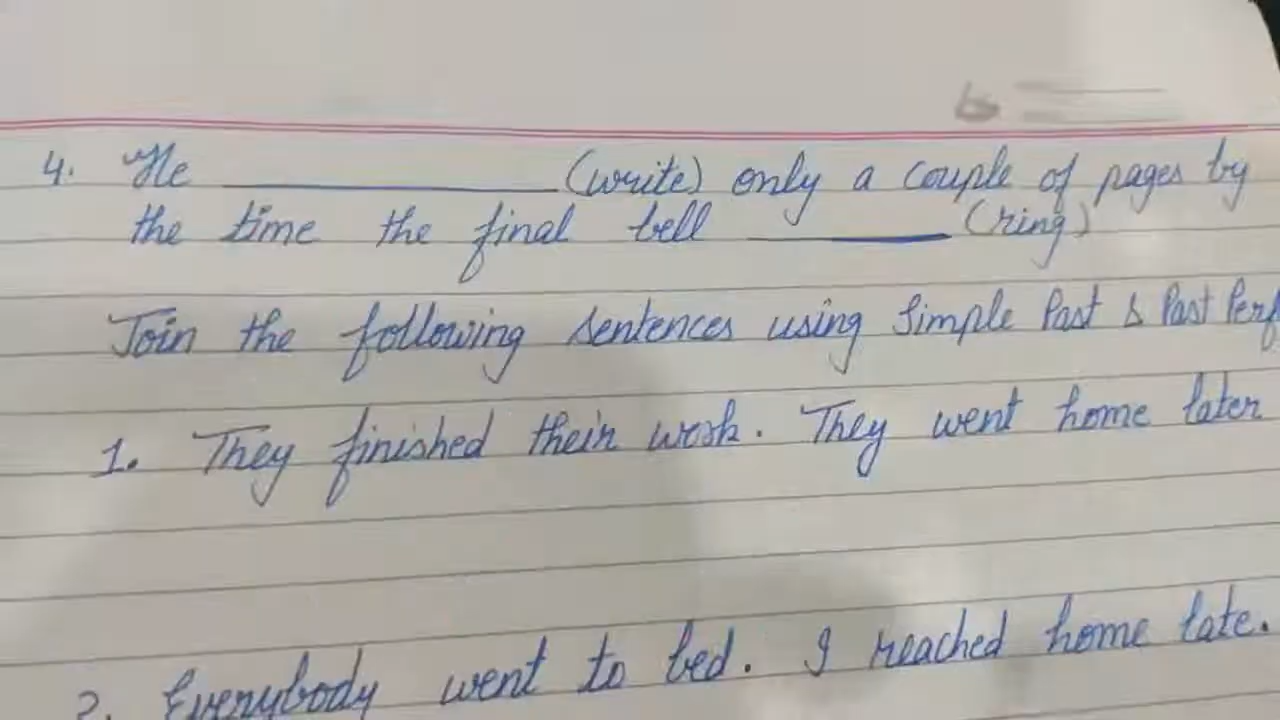 4. He __________ (write) only a couple of pages by
the time the final bell __________ (ring)
Join the following sentences using Simple Past & Past Perf
1. They finished their work. They went home later
2. Everybody went to bed. I reached home late.